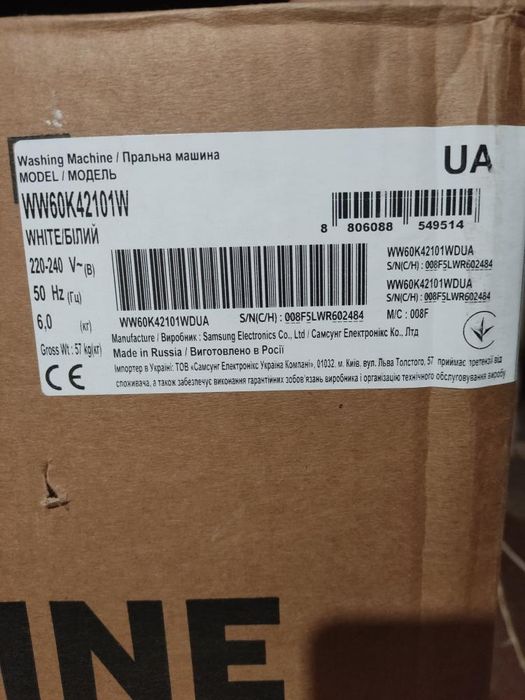 Washing Machine / Пральна машина
MODEL / МОДЕЛЬ
UA
WW60K42101W
WHITE/БІЛИЙ
8 806088 549514
220-240 V~(В)
50 Hz (Гц)
6,0 (кг)
Gross Wt : 57 kg(кг)
WW60K42101WDUA
S/N(С/Н) : 008F5LWR602484
WW60K42101WDUA
S/N(С/Н) : 008F5LWR602484
WW60K42101WDUA S/N(С/Н) : 008F5LWR602484
M/C : 008F
Manufacture / Виробник : Samsung Electronics Co., Ltd / Самсунг Електронікс Ко., Лтд
Made in Russia / Виготовлено в Росії
Імпортер в Україні: ТОВ «Самсунг Електронікс Україна Компані», 01032. м. Київ, вул. Льва Толстого, 57 приймає претензії від
споживача, а також забезпечує виконання гарантійних зобов'язань виробника і організацію технічного обслуговування виробу
CE
INE